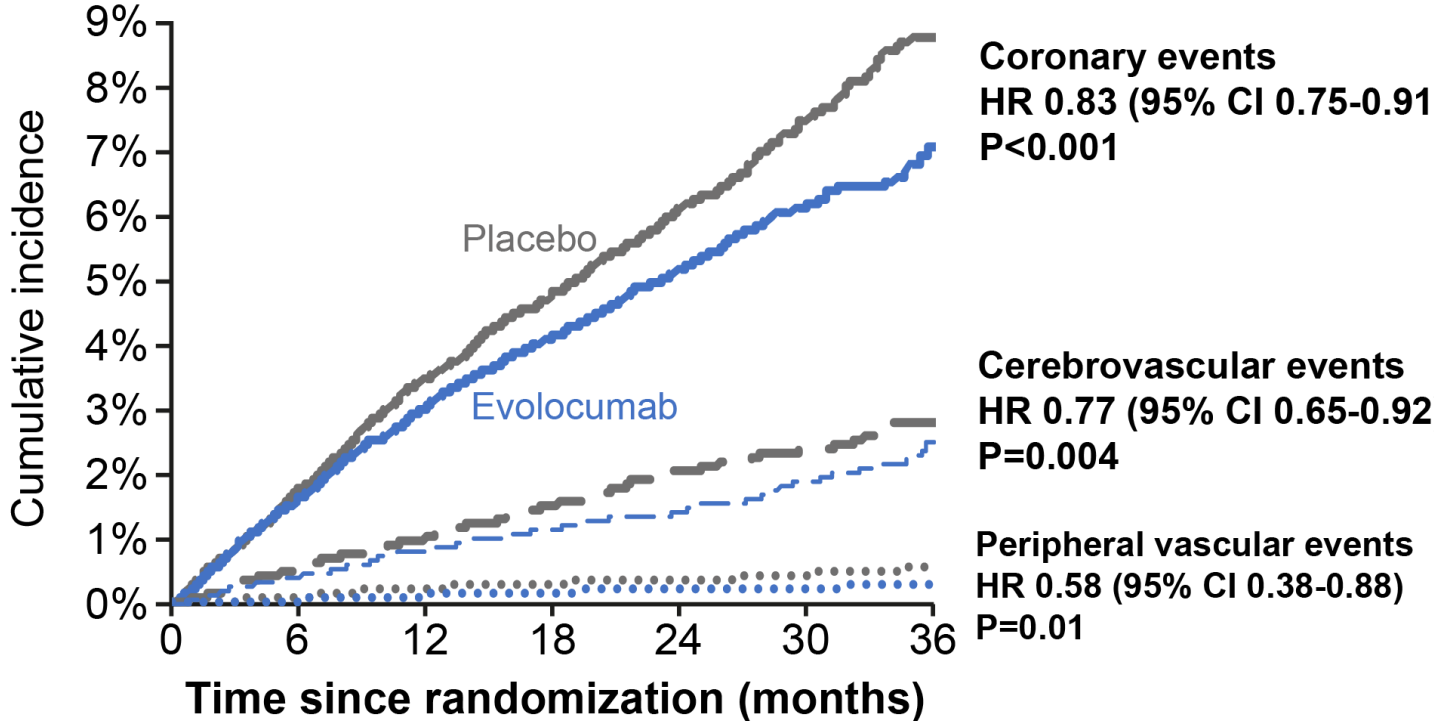 9%
8%
7%
6%
5%
4%
3%
2%
1%
0%
Cumulative incidence
Placebo
Evolocumab
0 6 12 18 24 30 36
Time since randomization (months)
Coronary events
HR 0.83 (95% CI 0.75-0.91
P<0.001
Cerebrovascular events
HR 0.77 (95% CI 0.65-0.92
P=0.004
Peripheral vascular events
HR 0.58 (95% CI 0.38-0.88)
P=0.01